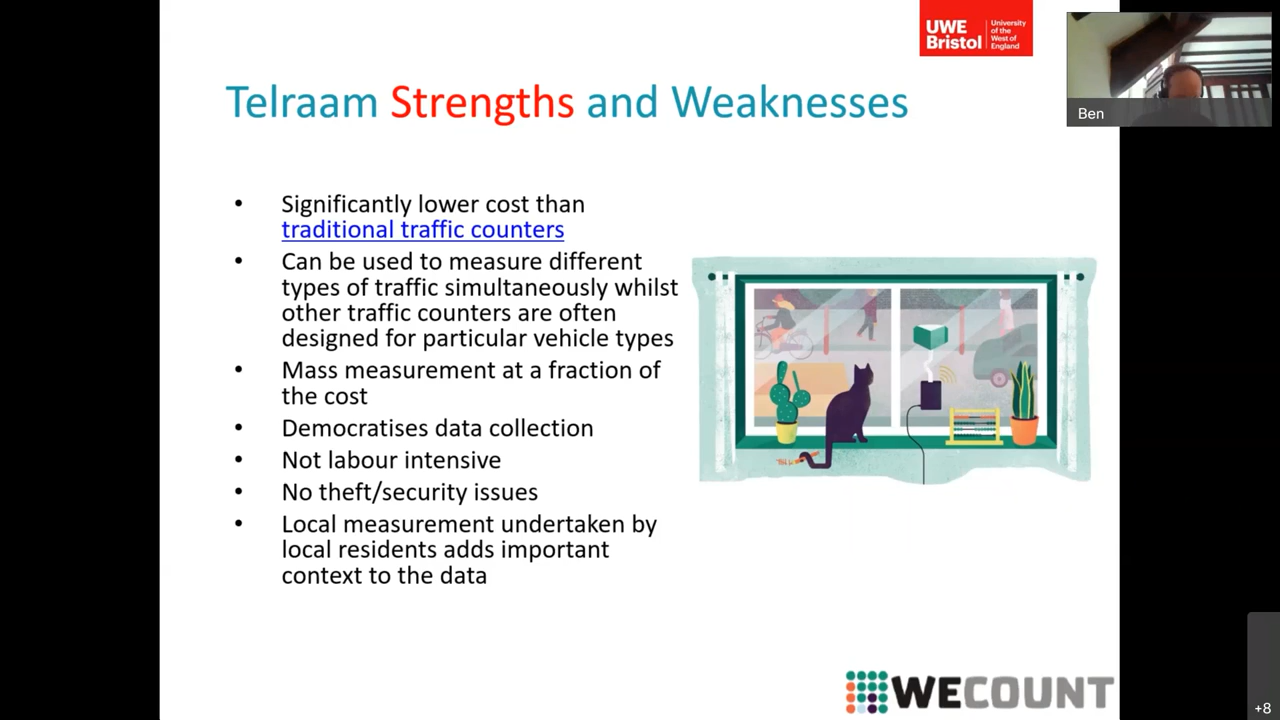 UWE
Bristol
University
of the
West of
England
Ben
Telraam Strengths and Weaknesses
• Significantly lower cost than
traditional traffic counters
• Can be used to measure different
types of traffic simultaneously whilst
other traffic counters are often
designed for particular vehicle types
• Mass measurement at a fraction of
the cost
• Democratises data collection
• Not labour intensive
• No theft/security issues
• Local measurement undertaken by
local residents adds important
context to the data
WECOUNT
+8